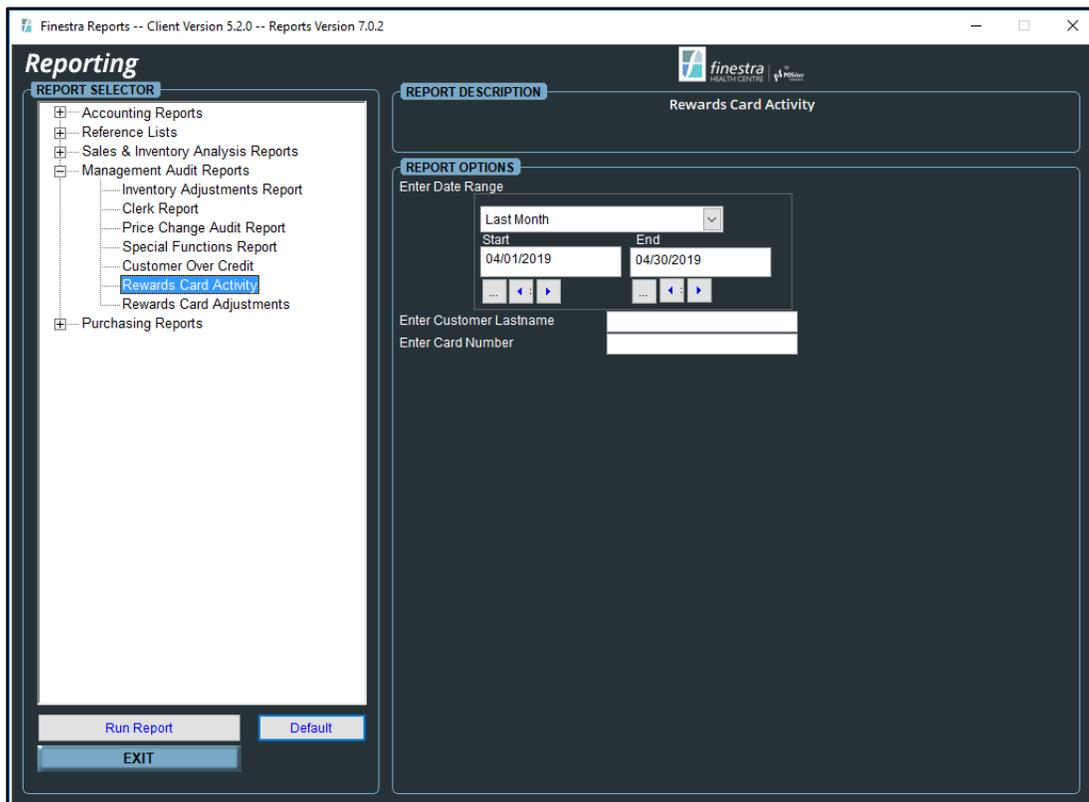 Finestra Reports -- Client Version 5.2.0 -- Reports Version 7.0.2
Reporting
finestra
HEALTH CENTRE
by
POSitec
REPORT SELECTOR
Accounting Reports
Reference Lists
Sales & Inventory Analysis Reports
Management Audit Reports
Inventory Adjustments Report
Clerk Report
Price Change Audit Report
Special Functions Report
Customer Over Credit
Rewards Card Activity
Rewards Card Adjustments
Purchasing Reports
Run Report
Default
EXIT
REPORT DESCRIPTION
Rewards Card Activity
REPORT OPTIONS
Enter Date Range
Last Month
Start End
04/01/2019 04/30/2019
... : ... :
Enter Customer Lastname
Enter Card Number